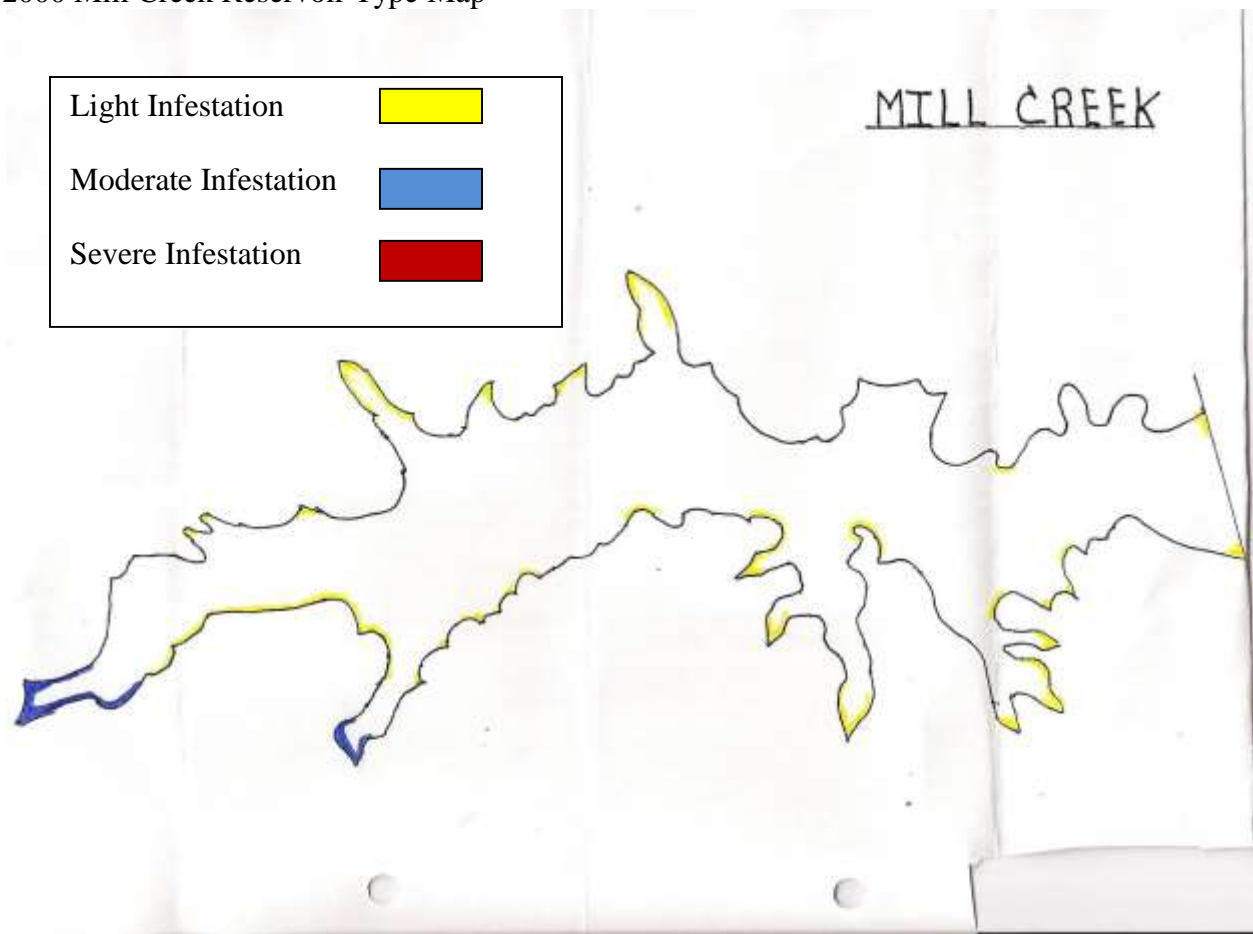 Mill Creek Reservoir Type Map
Light Infestation
Moderate Infestation
Severe Infestation
MILL CREEK